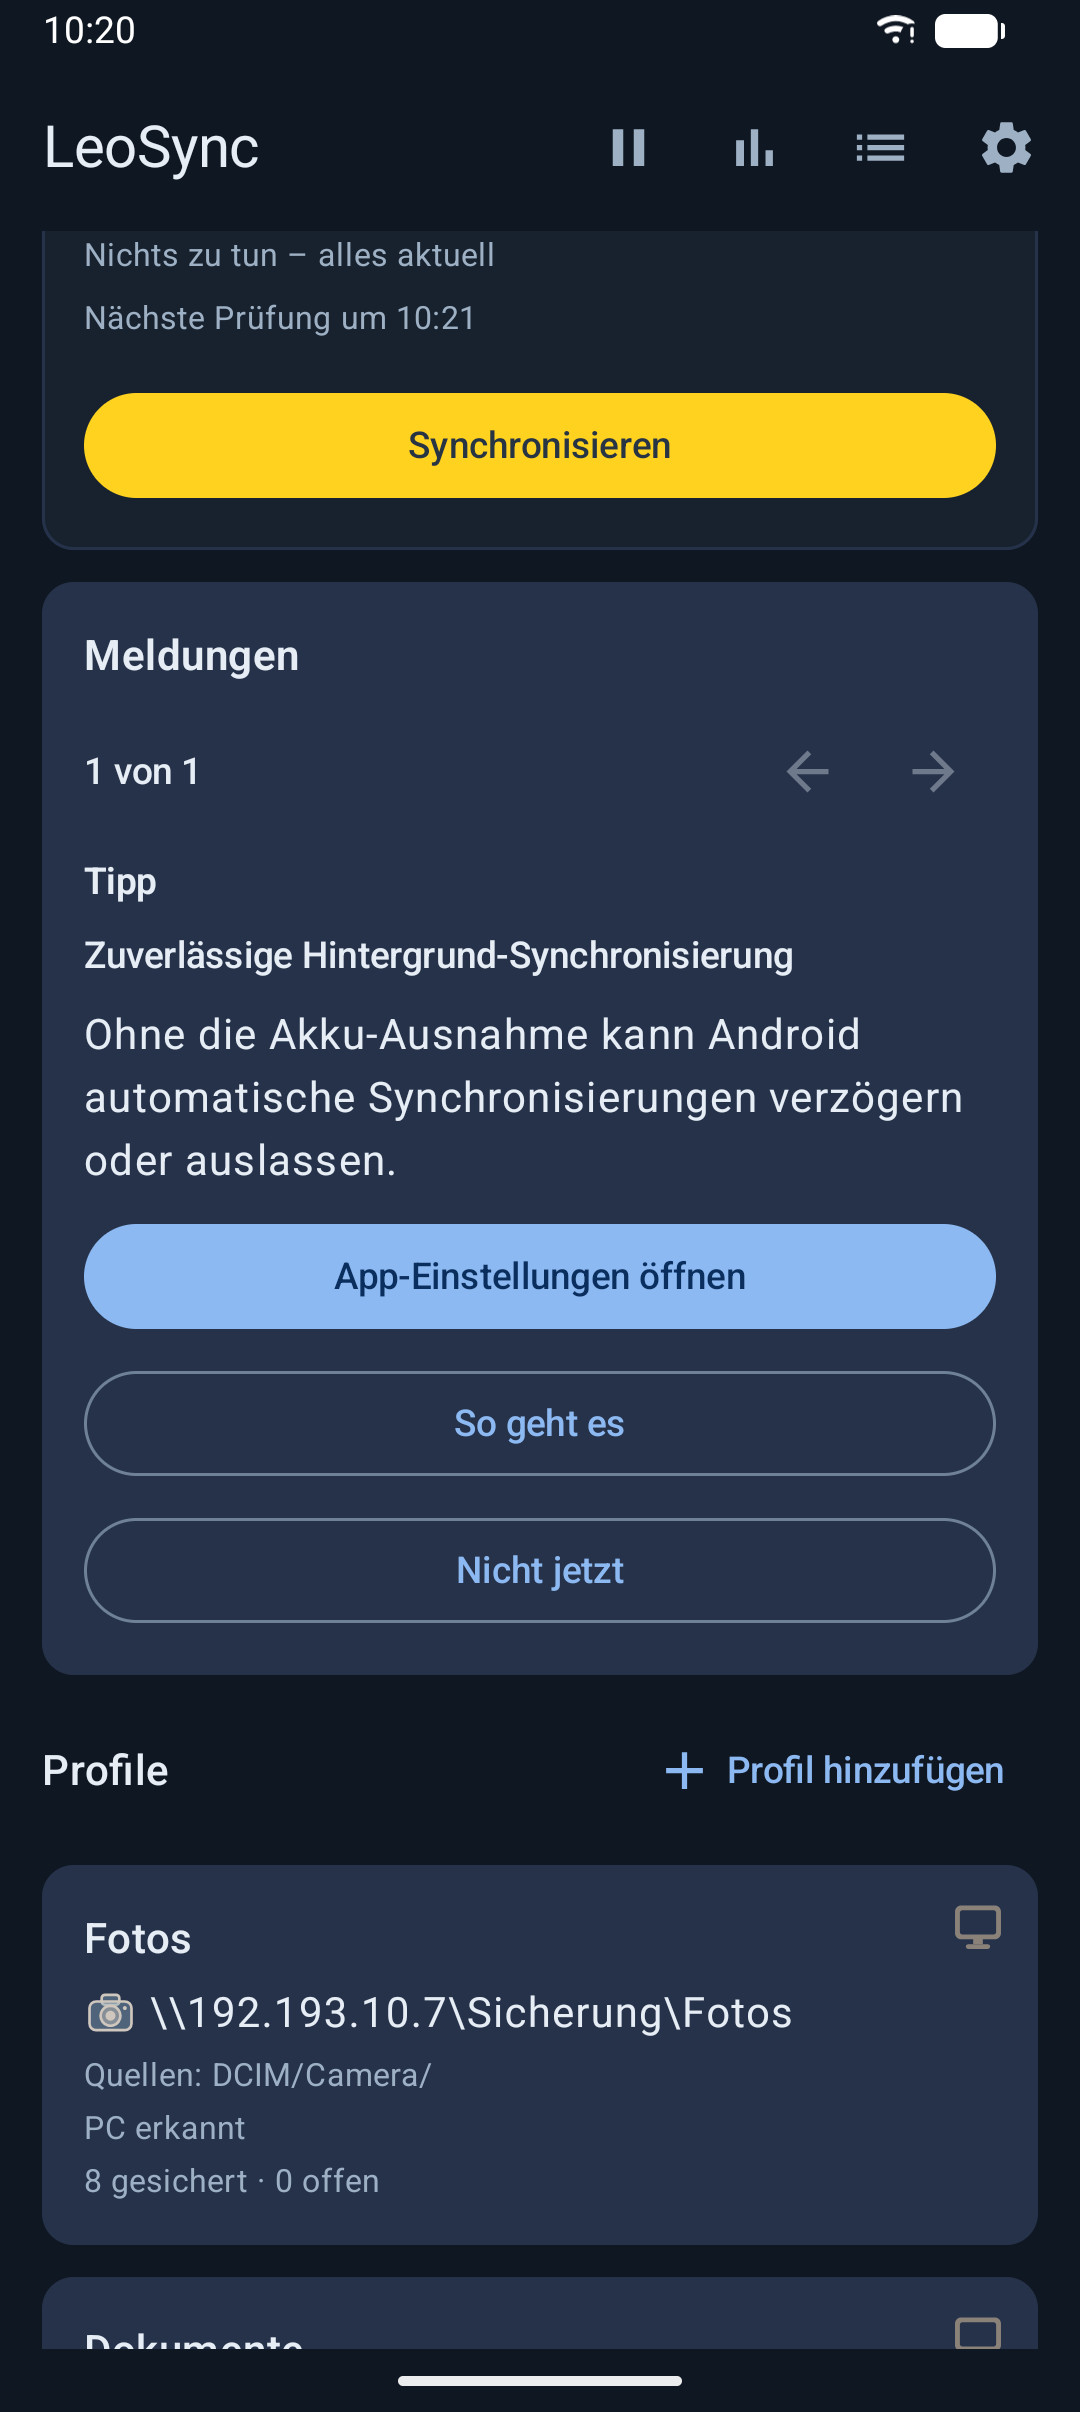 10:20
LeoSync
Nichts zu tun – alles aktuell
Nächste Prüfung um 10:21
Synchronisieren
Meldungen
1 von 1
Tipp
Zuverlässige Hintergrund-Synchronisierung
Ohne die Akku-Ausnahme kann Android
automatische Synchronisierungen verzögern
oder auslassen.
App-Einstellungen öffnen
So geht es
Nicht jetzt
Profile
Profil hinzufügen
Fotos
\\192.193.10.7\Sicherung\Fotos
Quellen: DCIM/Camera/
PC erkannt
8 gesichert · 0 offen
Dokumente